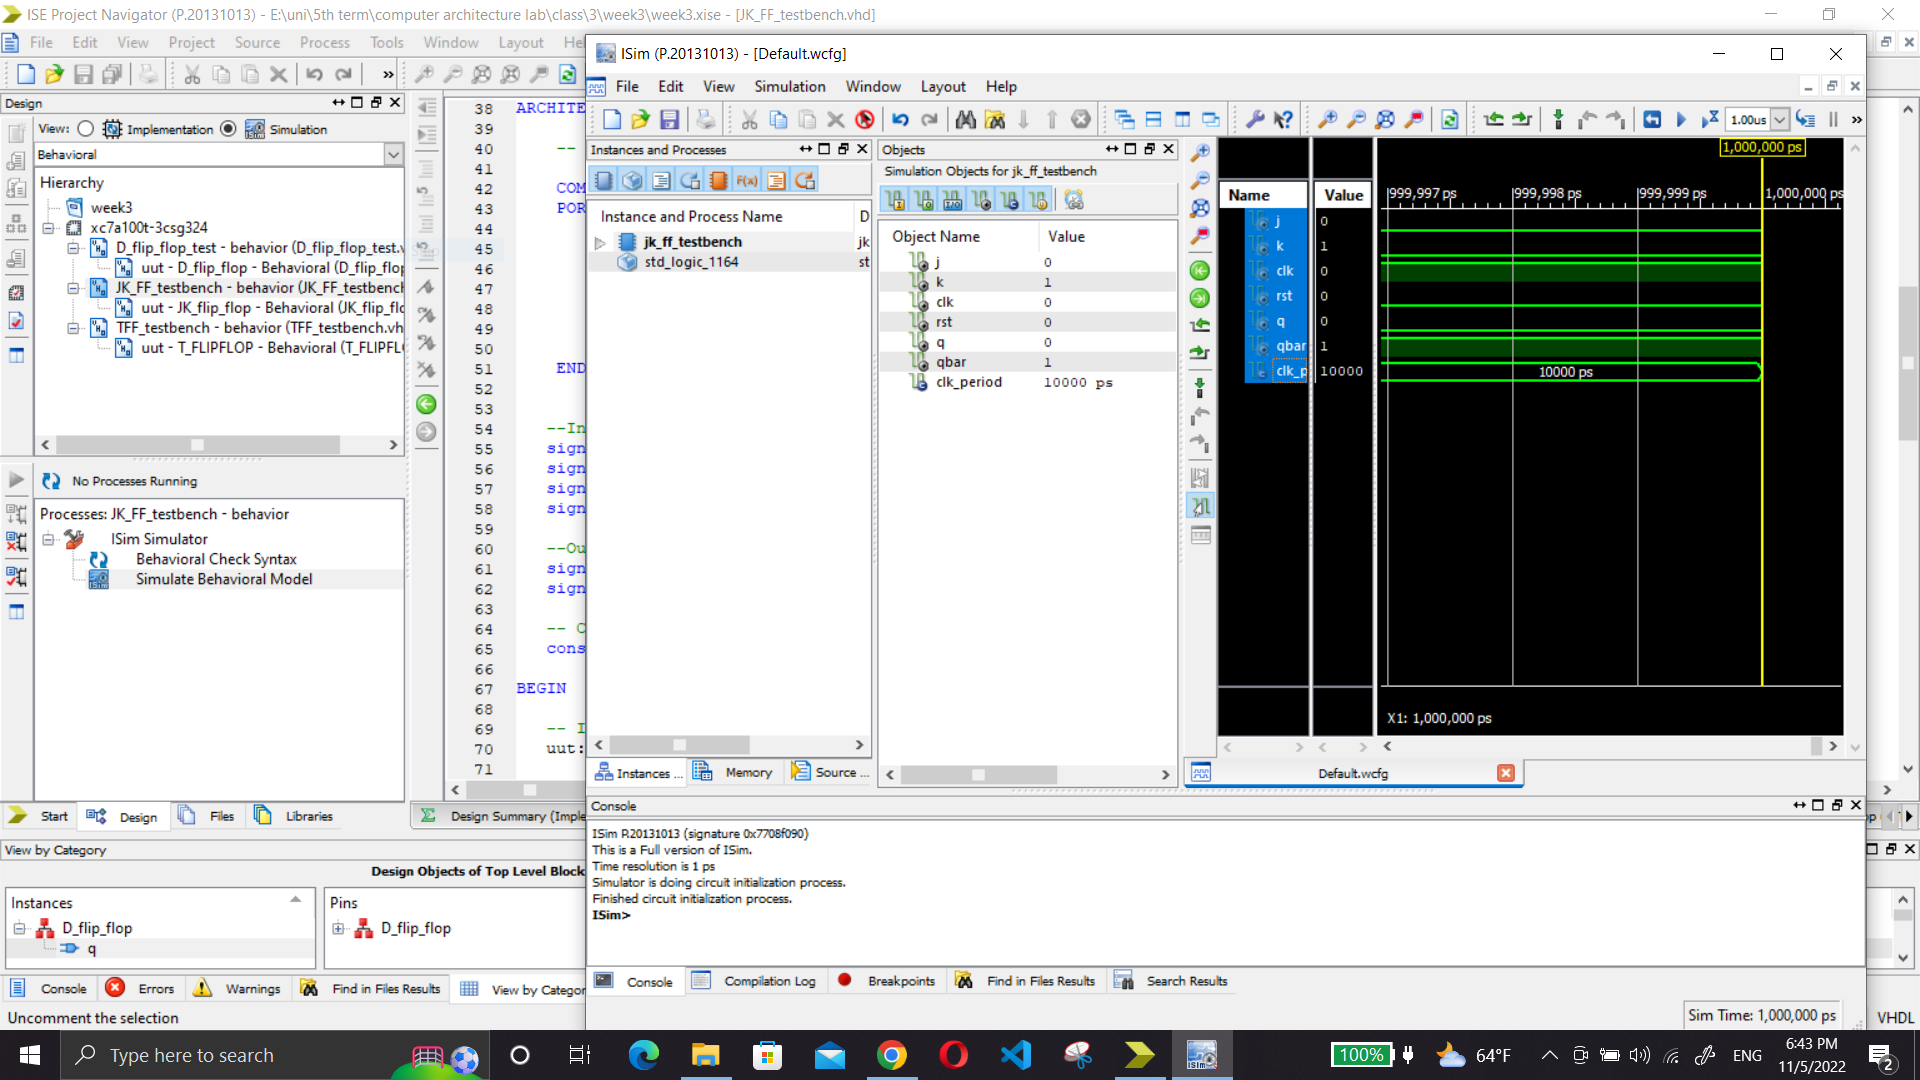 ISE Project Navigator (P.20131013) - E:\uni\5th term\computer architecture lab\class\3\week3\week3.xise - [JK_FF_testbench.vhd]
File Edit View Project Source Process Tools Window Layout
ISim (P.20131013) - [Default.wcfg]
File Edit View Simulation Window Layout Help
1.00us
Design
View: Implementation Simulation
Behavioral
Hierarchy
week3
xc7a100t-3csg324
D_flip_flop_test - behavior (D_flip_flop_test.v
uut - D_flip_flop - Behavioral (D_flip_flop
JK_FF_testbench - behavior (JK_FF_testbench
uut - JK_flip_flop - Behavioral (JK_flip_flo
TFF_testbench - behavior (TFF_testbench.vh
uut - T_FLIPFLOP - Behavioral (T_FLIPFLO
No Processes Running
Processes: JK_FF_testbench - behavior
ISim Simulator
Behavioral Check Syntax
Simulate Behavioral Model
Start Design Files Libraries
38 ARCHITE
39
40 --
41
42 COM
43 POR
44
45
46
47
48
49
50
51 END
52
53
54 --In
55 sign
56 sign
57 sign
58 sign
59
60 --Ou
61 sign
62 sign
63
64 -- C
65 cons
66
67 BEGIN
68
69 -- I
70 uut:
71
Design Summary (Imple
Instances and Processes
Instance and Process Name D
jk_ff_testbench jk
std_logic_1164 st
Instances ... Memory Source ...
Objects
Simulation Objects for jk_ff_testbench
Object Name Value
j 0
k 1
clk 0
rst 0
q 0
qbar 1
clk_period 10000 ps
Name Value
j 0
k 1
clk 0
rst 0
q 0
qbar 1
clk_p 10000
1,000,000 ps
999,997 ps 999,998 ps 999,999 ps 1,000,000 ps
10000 ps
X1: 1,000,000 ps
Default.wcfg
Console
ISim P.20131013 (signature 0x7708f090)
This is a Full version of ISim.
Time resolution is 1 ps
Simulator is doing circuit initialization process.
Finished circuit initialization process.
ISim>
Console Compilation Log Breakpoints Find in Files Results Search Results
Sim Time: 1,000,000 ps
View by Category
Design Objects of Top Level Block
Instances
D_flip_flop
q
Pins
D_flip_flop
Console Errors Warnings Find in Files Results View by Categor
Uncomment the selection
VHDL
Type here to search
100%
64°F
ENG
6:43 PM
11/5/2022
2